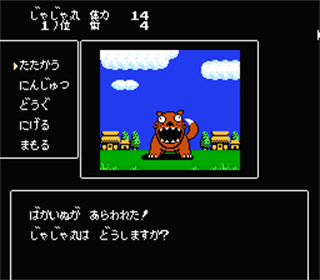 じゃじゃ丸 体力 14
1ノ位 術 4
▶たたかう
にんじゅつ
どうぐ
にげる
まもる
ばかいぬが あらわれた!
じゃじゃ丸は どうしますか?